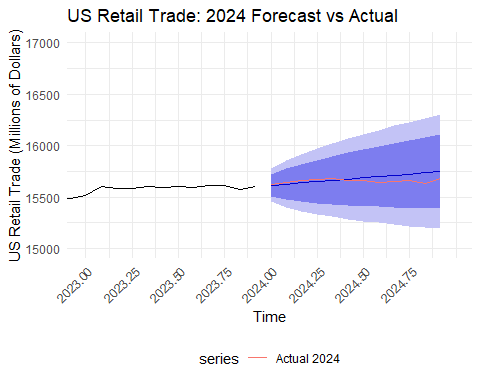 US Retail Trade: 2024 Forecast vs Actual
US Retail Trade (Millions of Dollars)
17000
16500
16000
15500
15000
2023.00
2023.25
2023.50
2023.75
2024.00
2024.25
2024.50
2024.75
Time
series
Actual 2024